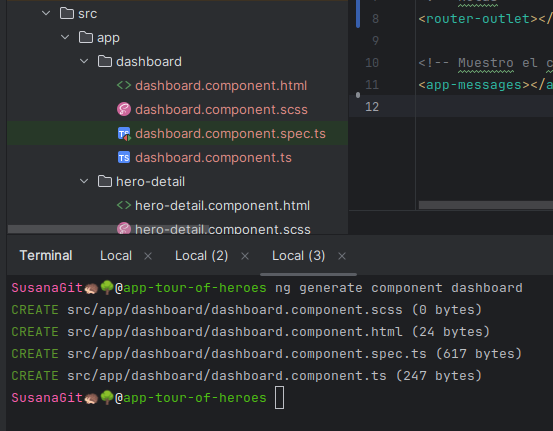 src
app
dashboard
<> dashboard.component.html
dashboard.component.scss
TS dashboard.component.spec.ts
TS dashboard.component.ts
hero-detail
<> hero-detail.component.html
hero-detail.component.scss
8 <router-outlet></
9
10 <!-- Muestro el c
11 <app-messages></a
12
Terminal Local × Local (2) × Local (3) ×
SusanaGit🦔🌳@app-tour-of-heroes ng generate component dashboard
CREATE src/app/dashboard/dashboard.component.scss (0 bytes)
CREATE src/app/dashboard/dashboard.component.html (24 bytes)
CREATE src/app/dashboard/dashboard.component.spec.ts (617 bytes)
CREATE src/app/dashboard/dashboard.component.ts (247 bytes)
SusanaGit🦔🌳@app-tour-of-heroes